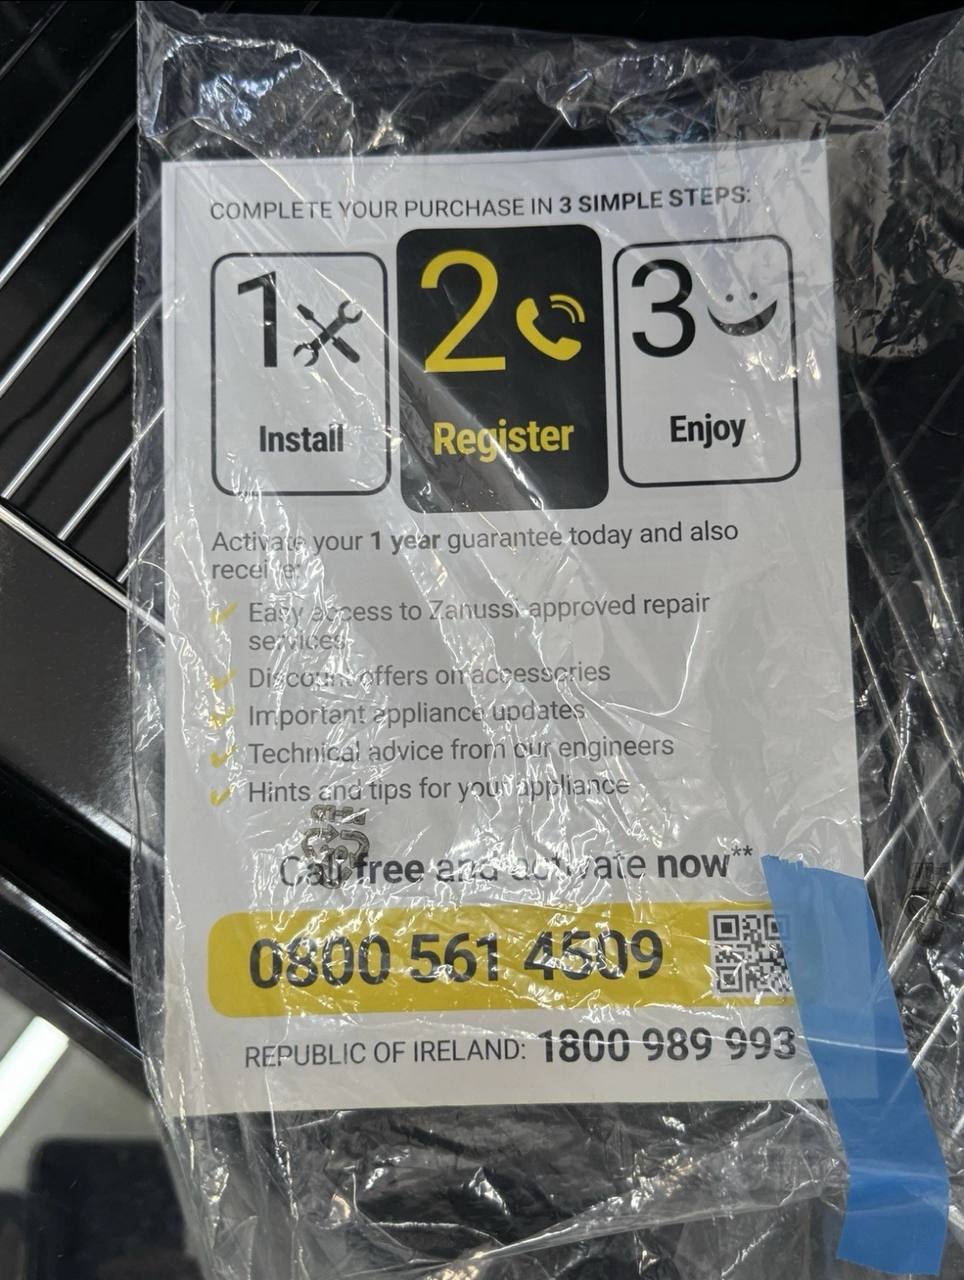 COMPLETE YOUR PURCHASE IN 3 SIMPLE STEPS:
1 2 3
Install Register Enjoy
Activate your 1 year guarantee today and also
receive:
Easy access to Zanussi-approved repair
services
Discount offers on accessories
Important appliance updates
Technical advice from our engineers
Hints and tips for your appliance
Call free and activate now**
0800 561 4509
REPUBLIC OF IRELAND: 1800 989 993